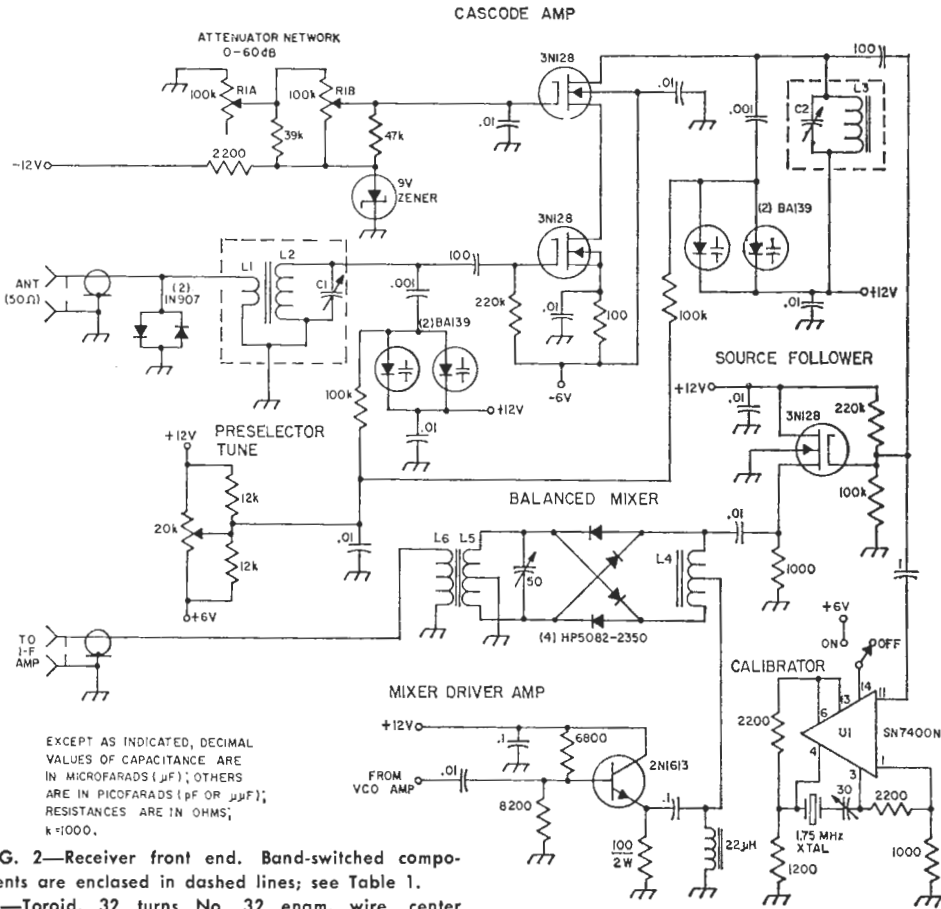 CASCODE AMP
ATTENUATOR NETWORK
0-60dB
R1A
100k
39k
R1B
100k
47k
2200
-12V
9V
ZENER
3N128
.01
.01
.001
100
C2
L3
3N128
100
220k
.01
100
-6V
(2) BA139
+12V
.01
100k
ANT
(50Ω)
(2)
1N907
L1
L2
C1
.001
(2) BA139
100k
+12V
.01
PRESELECTOR
TUNE
+12V
12k
20k
12k
+6V
.01
SOURCE FOLLOWER
+12V
.01
3N128
220k
100k
BALANCED MIXER
L6
L5
50
L4
.01
1000
(4) HP5082-2350
TO
I-F
AMP
.1
+6V
ON
OFF
CALIBRATOR
14
13
11
6
U1
SN7400N
4
3
1
2200
30
2200
1.75 MHz
XTAL
1200
1000
MIXER DRIVER AMP
+12V
.1
6800
2N1613
FROM
VCO AMP
.01
8200
.1
100
2W
22μH
EXCEPT AS INDICATED, DECIMAL
VALUES OF CAPACITANCE ARE
IN MICROFARADS (μF); OTHERS
ARE IN PICOFARADS (pF OR μμF);
RESISTANCES ARE IN OHMS;
k=1000.
G. 2—Receiver front end. Band-switched compo-
ents are enclased in dashed lines; see Table 1.
—Toroid, 32 turns No. 32 enam. wire, center